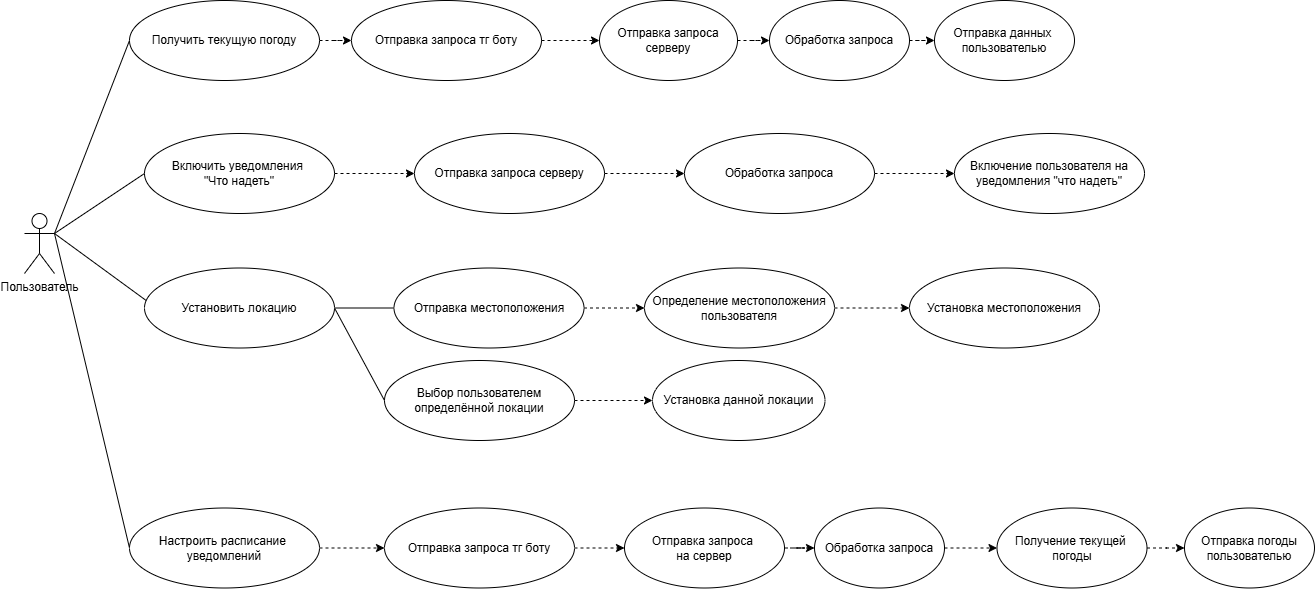 Получить текущую погоду
Отправка запроса тг боту
Отправка запроса
серверу
Обработка запроса
Отправка данных
пользователью
Включить уведомления
"Что надеть"
Отправка запроса серверу
Обработка запроса
Включение пользователя на
уведомления "что надеть"
Пользователь
Установить локацию
Отправка местоположения
Определение местоположения
пользователя
Установка местоположения
Выбор пользователем
определённой локации
Установка данной локации
Настроить расписание
уведомлений
Отправка запроса тг боту
Отправка запроса
на сервер
Обработка запроса
Получение текущей
погоды
Отправка погоды
пользователью